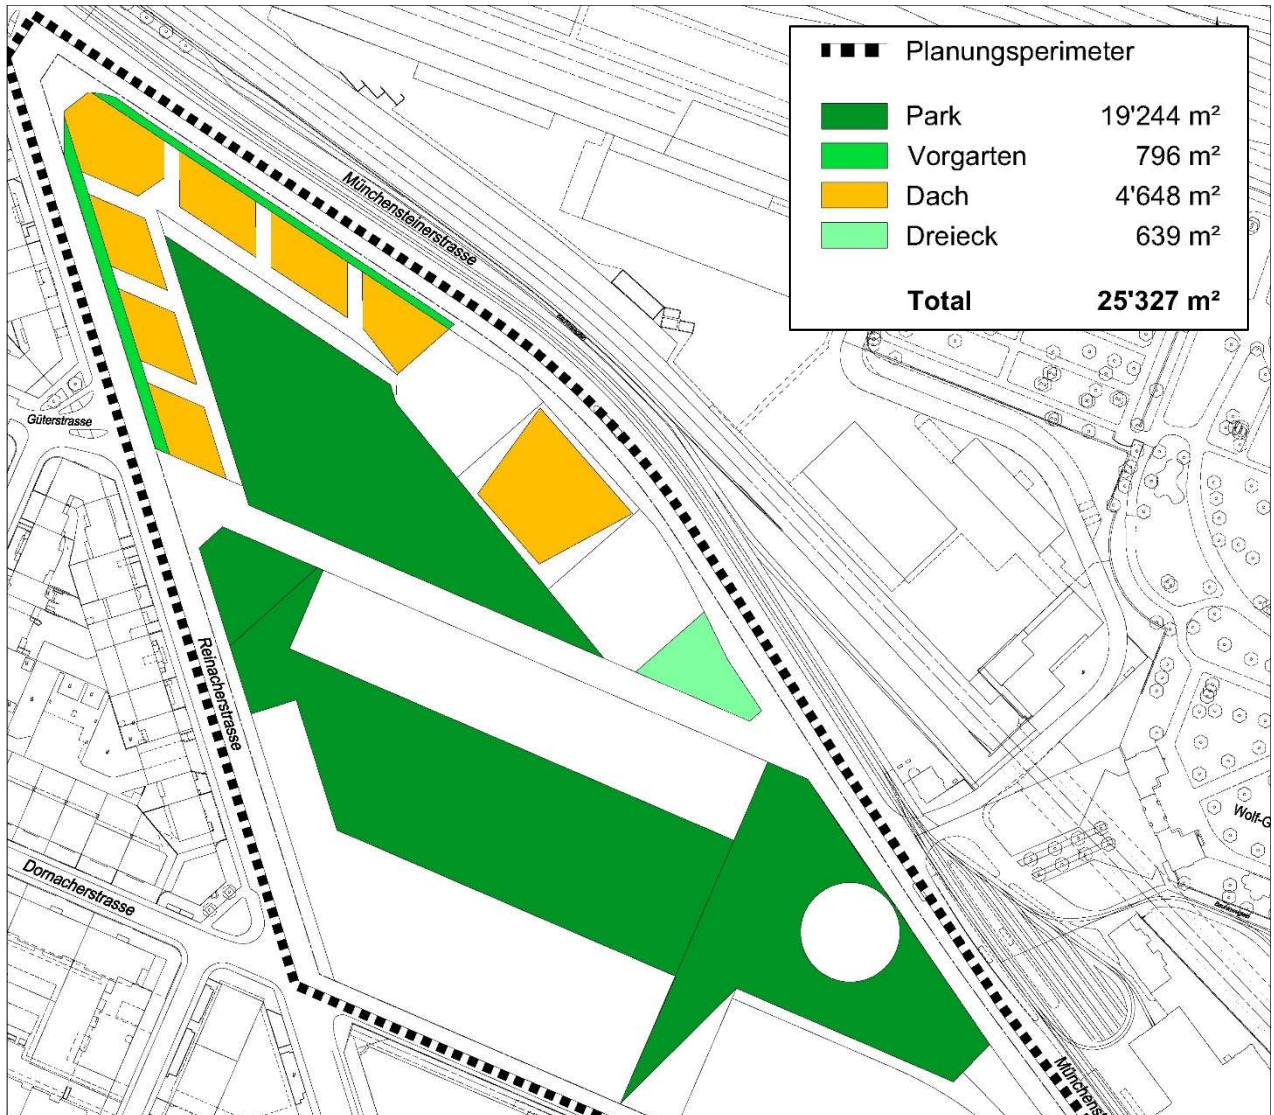 Planungsperimeter
Park 19'244 m²
Vorgarten 796 m²
Dach 4'648 m²
Dreieck 639 m²
Total 25'327 m²
Münchensteinerstrasse
Güterstrasse
Reinacherstrasse
Dornacherstrasse
Wolf-G
Münchens